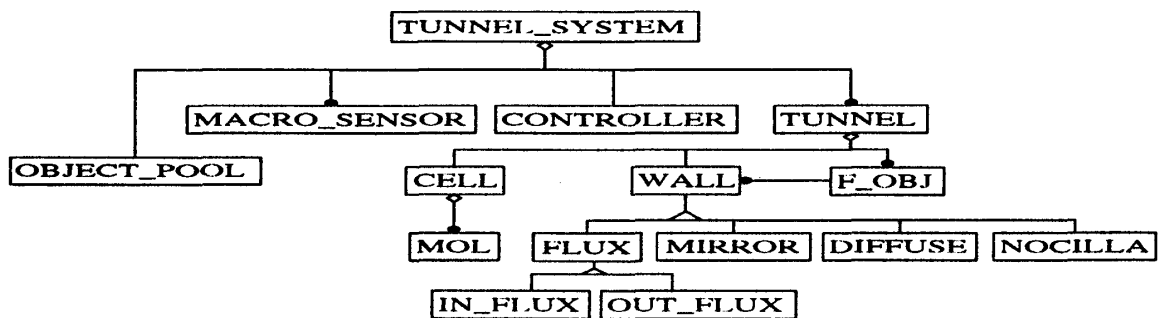 TUNNEL_SYSTEM
MACRO_SENSOR
CONTROLLER
TUNNEL
OBJECT_POOL
CELL
WALL
F_OBJ
MOL
FLUX
MIRROR
DIFFUSE
NOCILLA
IN_FLUX
OUT_FLUX